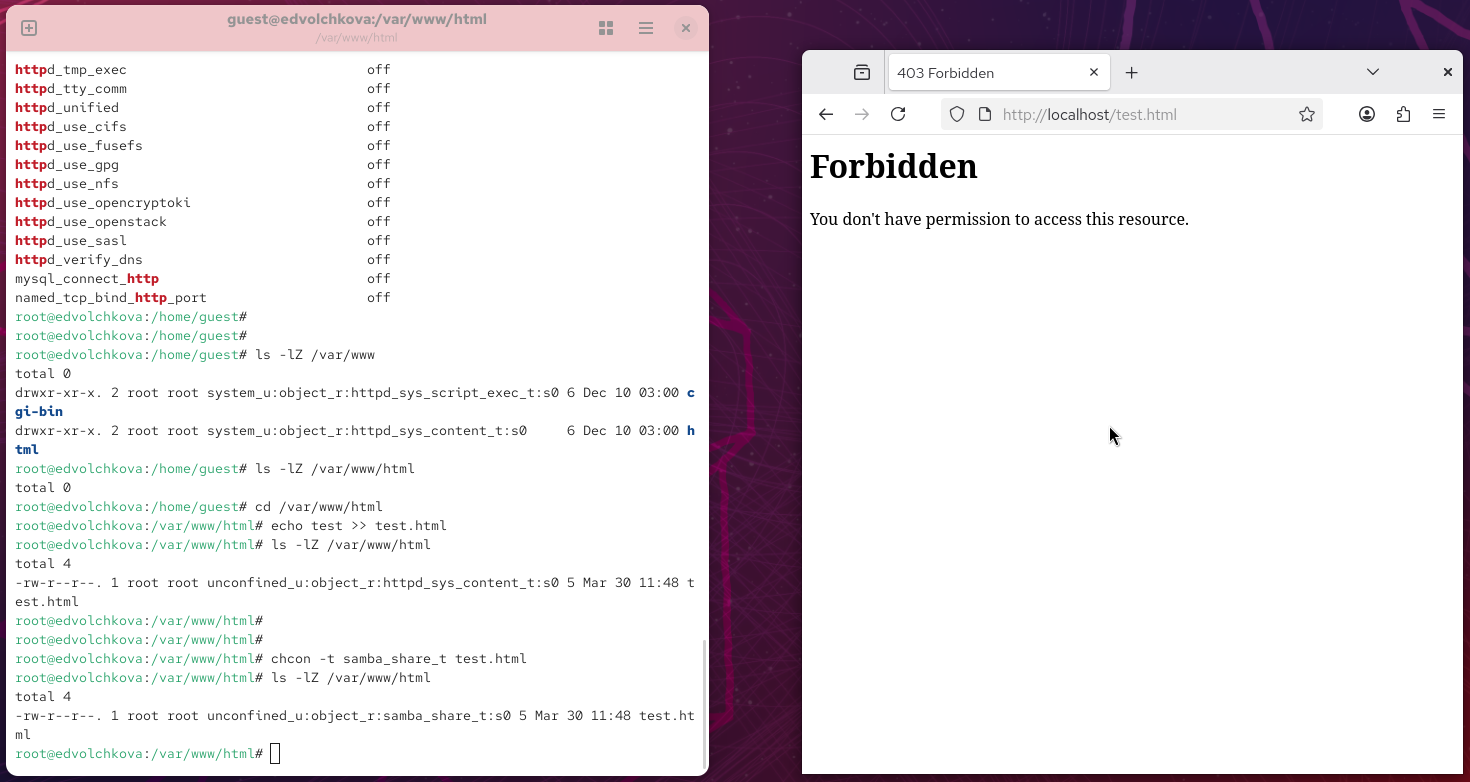 guest@edvolchkova:/var/www/html
/var/www/html
httpd_tmp_exec                              off
httpd_tty_comm                              off
httpd_unified                               off
httpd_use_cifs                              off
httpd_use_fusefs                            off
httpd_use_gpg                               off
httpd_use_nfs                               off
httpd_use_opencryptoki                      off
httpd_use_openstack                         off
httpd_use_sasl                              off
httpd_verify_dns                            off
mysql_connect_http                          off
named_tcp_bind_http_port                    off
root@edvolchkova:/home/guest#
root@edvolchkova:/home/guest#
root@edvolchkova:/home/guest# ls -lZ /var/www
total 0
drwxr-xr-x. 2 root root system_u:object_r:httpd_sys_script_exec_t:s0 6 Dec 10 03:00 c
gi-bin
drwxr-xr-x. 2 root root system_u:object_r:httpd_sys_content_t:s0     6 Dec 10 03:00 h
tml
root@edvolchkova:/home/guest# ls -lZ /var/www/html
total 0
root@edvolchkova:/home/guest# cd /var/www/html
root@edvolchkova:/var/www/html# echo test >> test.html
root@edvolchkova:/var/www/html# ls -lZ /var/www/html
total 4
-rw-r--r--. 1 root root unconfined_u:object_r:httpd_sys_content_t:s0 5 Mar 30 11:48 t
est.html
root@edvolchkova:/var/www/html#
root@edvolchkova:/var/www/html#
root@edvolchkova:/var/www/html# chcon -t samba_share_t test.html
root@edvolchkova:/var/www/html# ls -lZ /var/www/html
total 4
-rw-r--r--. 1 root root unconfined_u:object_r:samba_share_t:s0 5 Mar 30 11:48 test.ht
ml
root@edvolchkova:/var/www/html#
403 Forbidden
http://localhost/test.html
Forbidden
You don't have permission to access this resource.